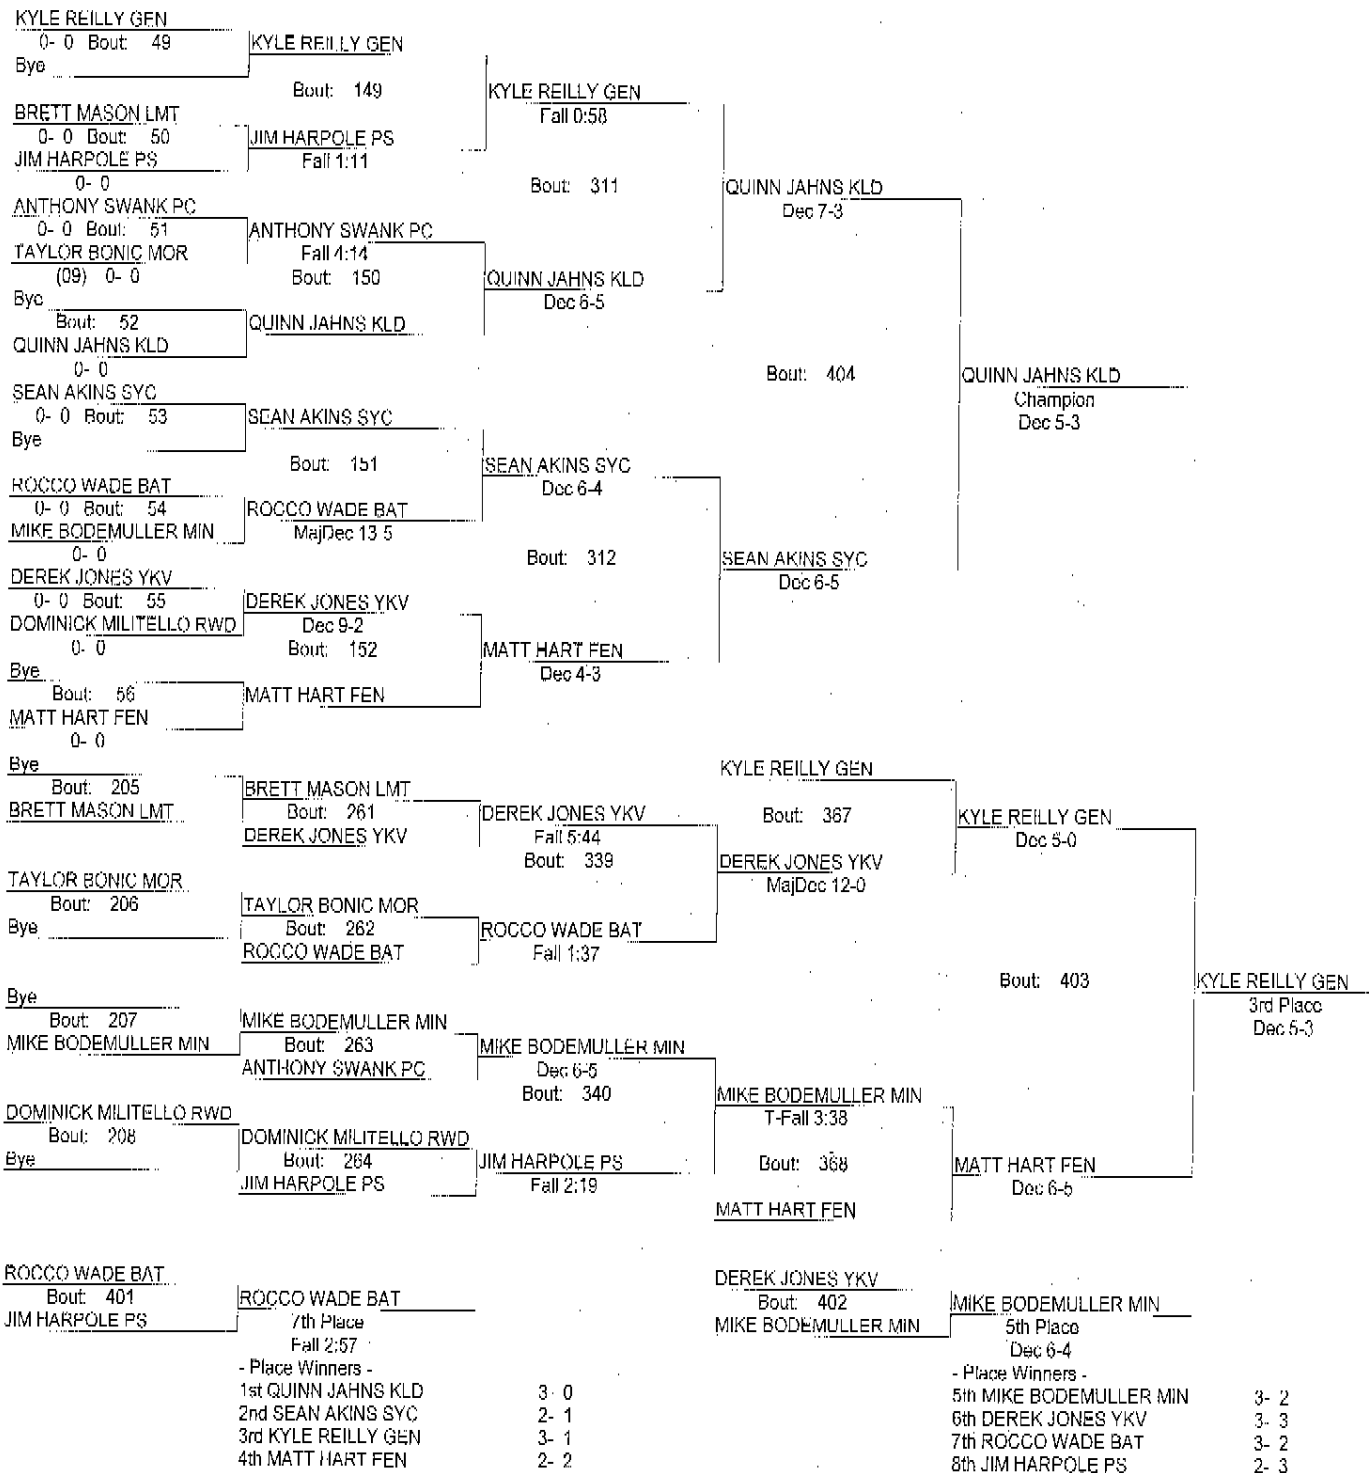 KYLE REILLY GEN
0- 0 Bout: 49
Bye
KYLE REILLY GEN
Bout: 149
BRETT MASON LMT
0- 0 Bout: 50
JIM HARPOLE PS
0- 0
JIM HARPOLE PS
Fall 1:11
KYLE REILLY GEN
Fall 0:58
Bout: 311
ANTHONY SWANK PC
0- 0 Bout: 51
TAYLOR BONIC MOR
(09) 0- 0
ANTHONY SWANK PC
Fall 4:14
Bout: 150
Bye
Bout: 52
QUINN JAHNS KLD
0- 0
QUINN JAHNS KLD
QUINN JAHNS KLD
Dec 6-5
QUINN JAHNS KLD
Dec 7-3
Bout: 404
SEAN AKINS SYC
0- 0 Bout: 53
Bye
SEAN AKINS SYC
Bout: 151
ROCCO WADE BAT
0- 0 Bout: 54
MIKE BODEMULLER MIN
0- 0
ROCCO WADE BAT
MajDec 13 5
SEAN AKINS SYC
Dec 6-4
Bout: 312
DEREK JONES YKV
0- 0 Bout: 55
DOMINICK MILITELLO RWD
0- 0
DEREK JONES YKV
Dec 9-2
Bout: 152
Bye
Bout: 56
MATT HART FEN
0- 0
MATT HART FEN
MATT HART FEN
Dec 4-3
SEAN AKINS SYC
Dec 6-5
QUINN JAHNS KLD
Champion
Dec 5-3
Bye
Bout: 205
BRETT MASON LMT
BRETT MASON LMT
Bout: 261
DEREK JONES YKV
DEREK JONES YKV
Fall 5:44
Bout: 339
TAYLOR BONIC MOR
Bout: 206
Bye
TAYLOR BONIC MOR
Bout: 262
ROCCO WADE BAT
ROCCO WADE BAT
Fall 1:37
KYLE REILLY GEN
Bout: 367
DEREK JONES YKV
MajDec 12-0
KYLE REILLY GEN
Dec 5-0
Bout: 403
Bye
Bout: 207
MIKE BODEMULLER MIN
MIKE BODEMULLER MIN
Bout: 263
ANTHONY SWANK PC
MIKE BODEMULLER MIN
Dec 6-5
Bout: 340
DOMINICK MILITELLO RWD
Bout: 208
Bye
DOMINICK MILITELLO RWD
Bout: 264
JIM HARPOLE PS
JIM HARPOLE PS
Fall 2:19
MIKE BODEMULLER MIN
T-Fall 3:38
Bout: 368
MATT HART FEN
MATT HART FEN
Dec 6-5
KYLE REILLY GEN
3rd Place
Dec 5-3
ROCCO WADE BAT
Bout: 401
JIM HARPOLE PS
ROCCO WADE BAT
7th Place
Fall 2:57
DEREK JONES YKV
Bout: 402
MIKE BODEMULLER MIN
MIKE BODEMULLER MIN
5th Place
Dec 6-4
- Place Winners -
1st QUINN JAHNS KLD 3- 0
2nd SEAN AKINS SYC 2- 1
3rd KYLE REILLY GEN 3- 1
4th MATT HART FEN 2- 2
- Place Winners -
5th MIKE BODEMULLER MIN 3- 2
6th DEREK JONES YKV 3- 3
7th ROCCO WADE BAT 3- 2
8th JIM HARPOLE PS 2- 3